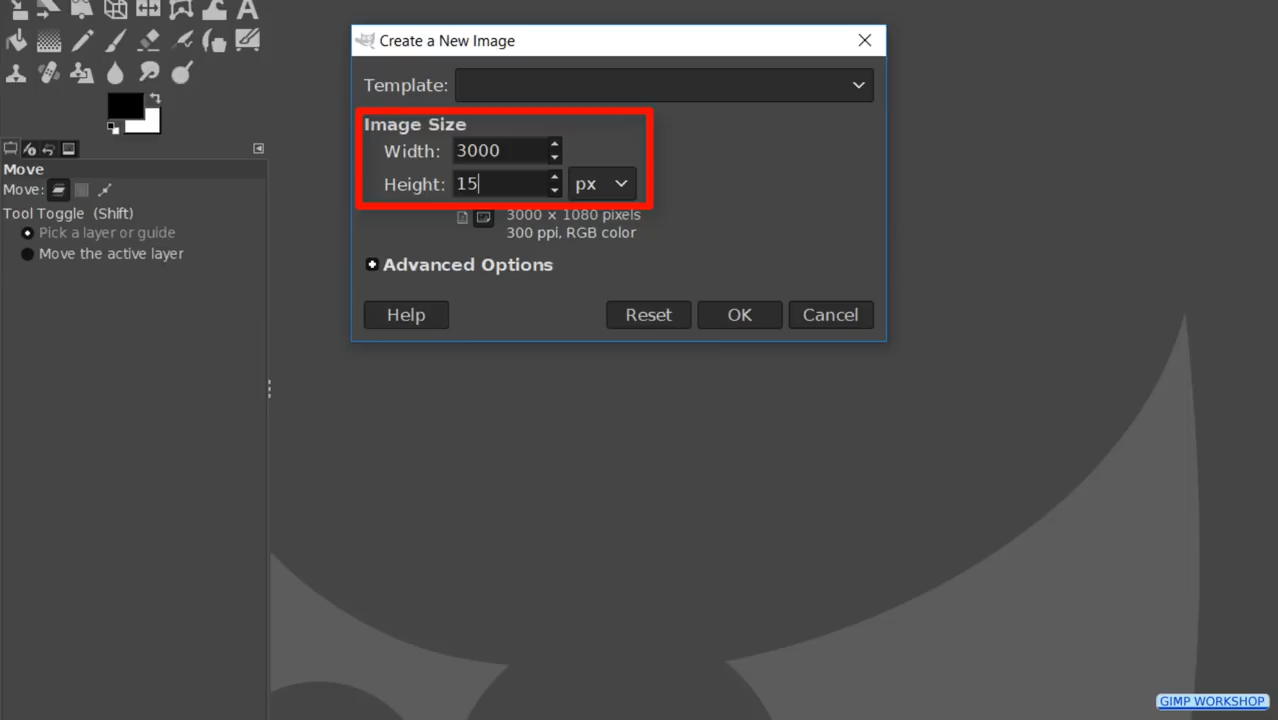 A
Create a New Image
Template:
Image Size
Width: 3000
Height: 15 px
3000 × 1080 pixels
300 ppi, RGB color
Advanced Options
Help Reset OK Cancel
Move
Move:
Tool Toggle (Shift)
Pick a layer or guide
Move the active layer
GIMP WORKSHOP